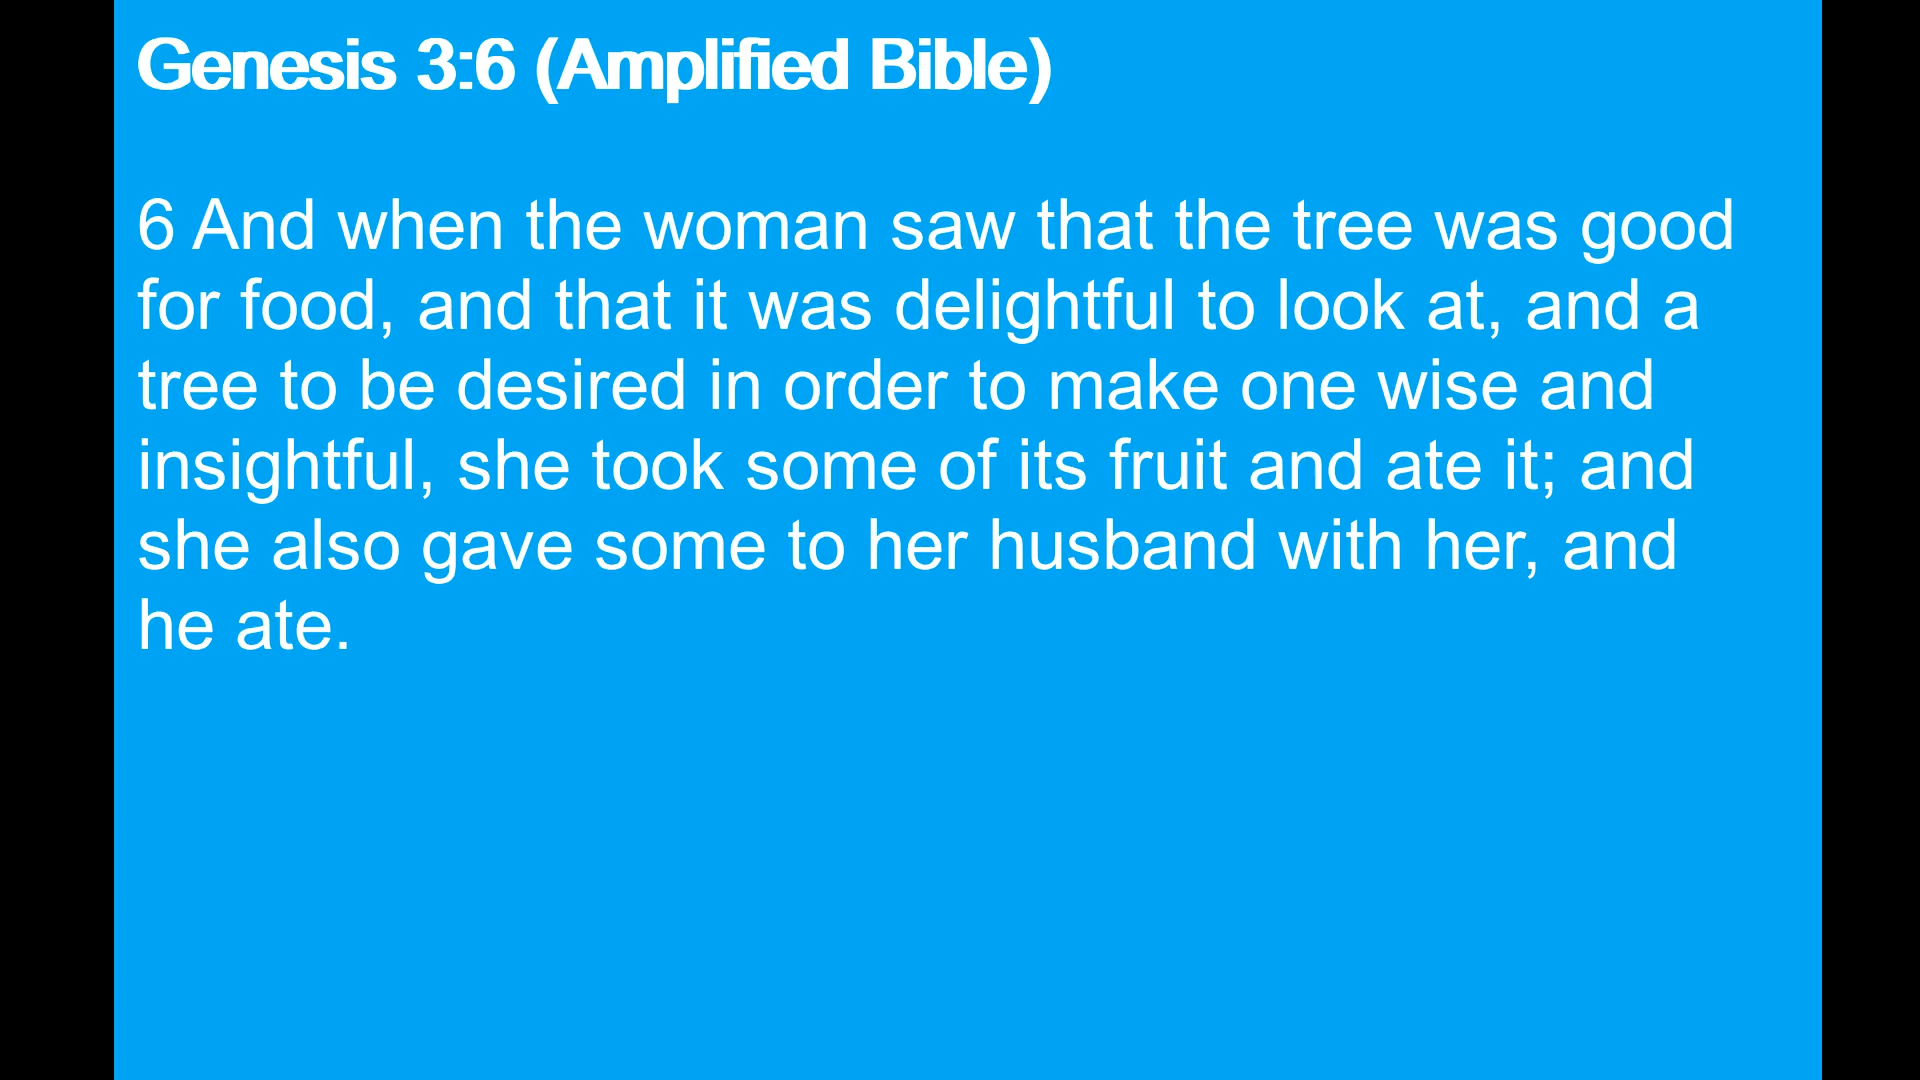 Genesis 3:6 (Amplified Bible)
6 And when the woman saw that the tree was good
for food, and that it was delightful to look at, and a
tree to be desired in order to make one wise and
insightful, she took some of its fruit and ate it; and
she also gave some to her husband with her, and
he ate.